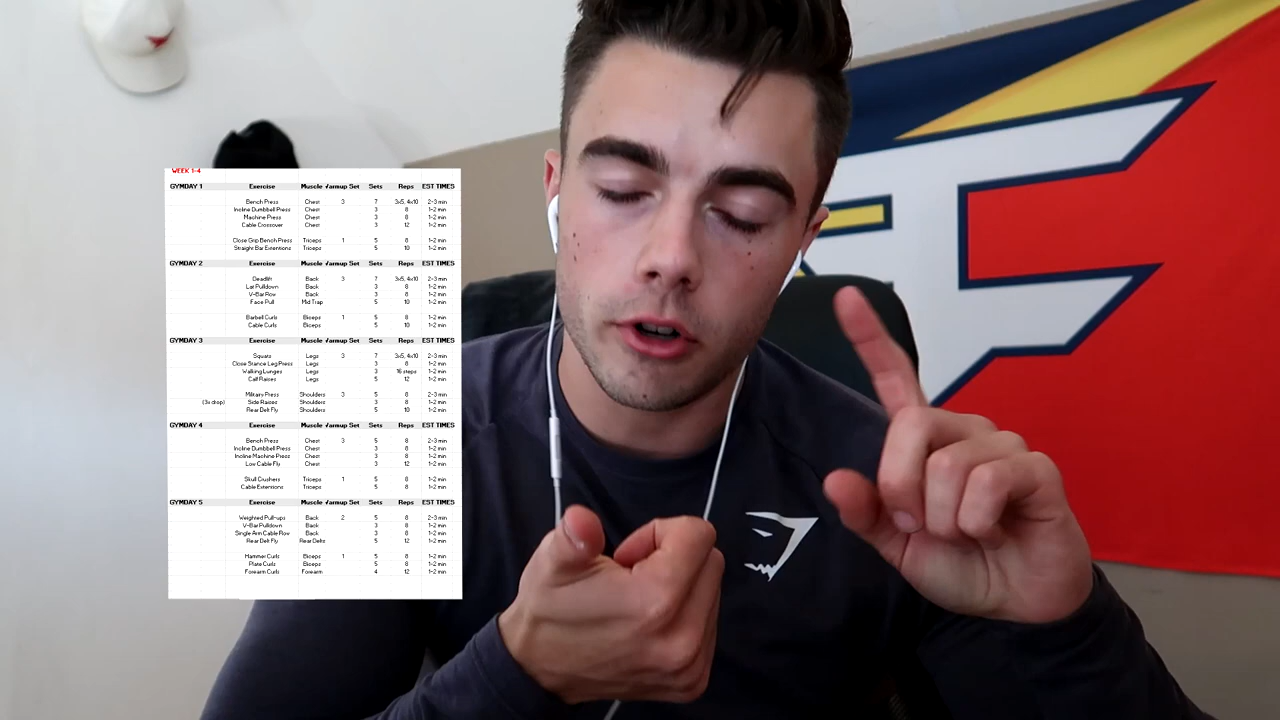 WEEK 1-4
GYMDAY 1 Exercise Muscle Warmup Set Sets Reps EST TIMES
Bench Press Chest 3 7 3x5, 4x10 2-3 min
Incline Dumbbell Press Chest 3 8 1-2 min
Machine Press Chest 3 8 1-2 min
Cable Crossover Chest 3 12 1-2 min
Close Grip Bench Press Triceps 1 5 8 1-2 min
Straight Bar Extentions Triceps 5 10 1-2 min
GYMDAY 2 Exercise Muscle Warmup Set Sets Reps EST TIMES
Deadlift Back 3 7 3x5, 4x10 2-3 min
Lat Pulldown Back 3 8 1-2 min
V-Bar Row Back 3 8 1-2 min
Face Pull Mid Trap 5 10 1-2 min
Barbell Curls Biceps 1 5 8 1-2 min
Cable Curls Biceps 5 10 1-2 min
GYMDAY 3 Exercise Muscle Warmup Set Sets Reps EST TIMES
Squats Legs 3 7 3x5, 4x10 2-3 min
Close Stance Leg Press Legs 3 8 1-2 min
Walking Lunges Legs 3 16 steps 1-2 min
Calf Raises Legs 5 12 1-2 min
Military Press Shoulders 3 5 8 2-3 min
(3x drop) Side Raises Shoulders 3 8 1-2 min
Rear Delt Fly Shoulders 5 10 1-2 min
GYMDAY 4 Exercise Muscle Warmup Set Sets Reps EST TIMES
Bench Press Chest 3 5 8 2-3 min
Incline Dumbbell Press Chest 3 8 1-2 min
Incline Machine Press Chest 3 8 1-2 min
Low Cable Fly Chest 3 12 1-2 min
Skull Crushers Triceps 1 5 8 1-2 min
Cable Extentions Triceps 5 8 1-2 min
GYMDAY 5 Exercise Muscle Warmup Set Sets Reps EST TIMES
Weighted Pull-ups Back 2 5 8 2-3 min
V-Bar Pulldown Back 3 8 1-2 min
Single Arm Cable Row Back 3 8 1-2 min
Rear Delt Fly Rear Delts 5 12 1-2 min
Hammer Curls Biceps 1 5 8 1-2 min
Plate Curls Biceps 5 8 1-2 min
Forearm Curls Forearm 4 12 1-2 min